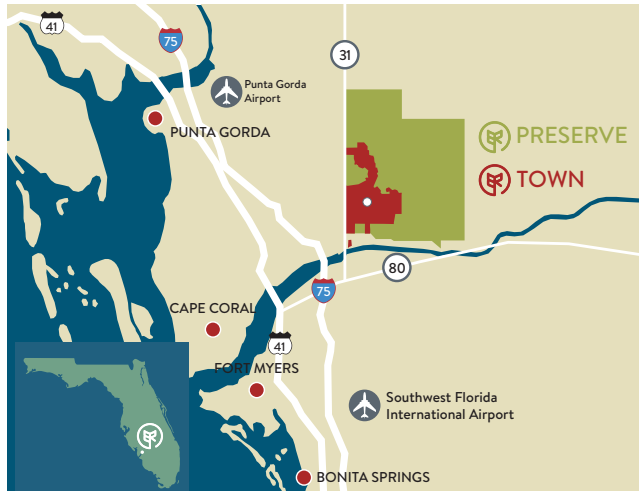 41
75
31
Punta Gorda
Airport
PUNTA GORDA
PRESERVE
TOWN
80
75
CAPE CORAL
41
FORT MYERS
Southwest Florida
International Airport
BONITA SPRINGS